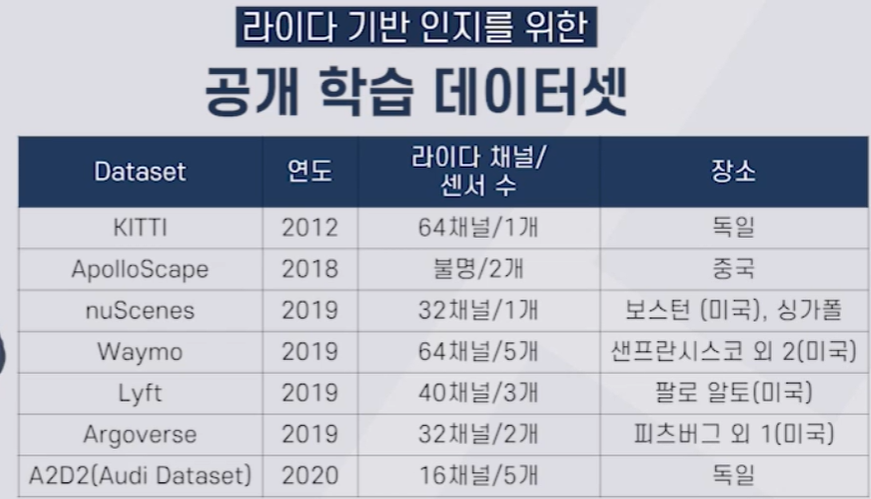 라이다 기반 인지를 위한
공개 학습 데이터셋
Dataset 연도 라이다 채널/
센서 수 장소
KITTI 2012 64채널/1개 독일
ApolloScape 2018 불명/2개 중국
nuScenes 2019 32채널/1개 보스턴 (미국), 싱가폴
Waymo 2019 64채널/5개 샌프란시스코 외 2(미국)
Lyft 2019 40채널/3개 팔로 알토(미국)
Argoverse 2019 32채널/2개 피츠버그 외 1(미국)
A2D2(Audi Dataset) 2020 16채널/5개 독일